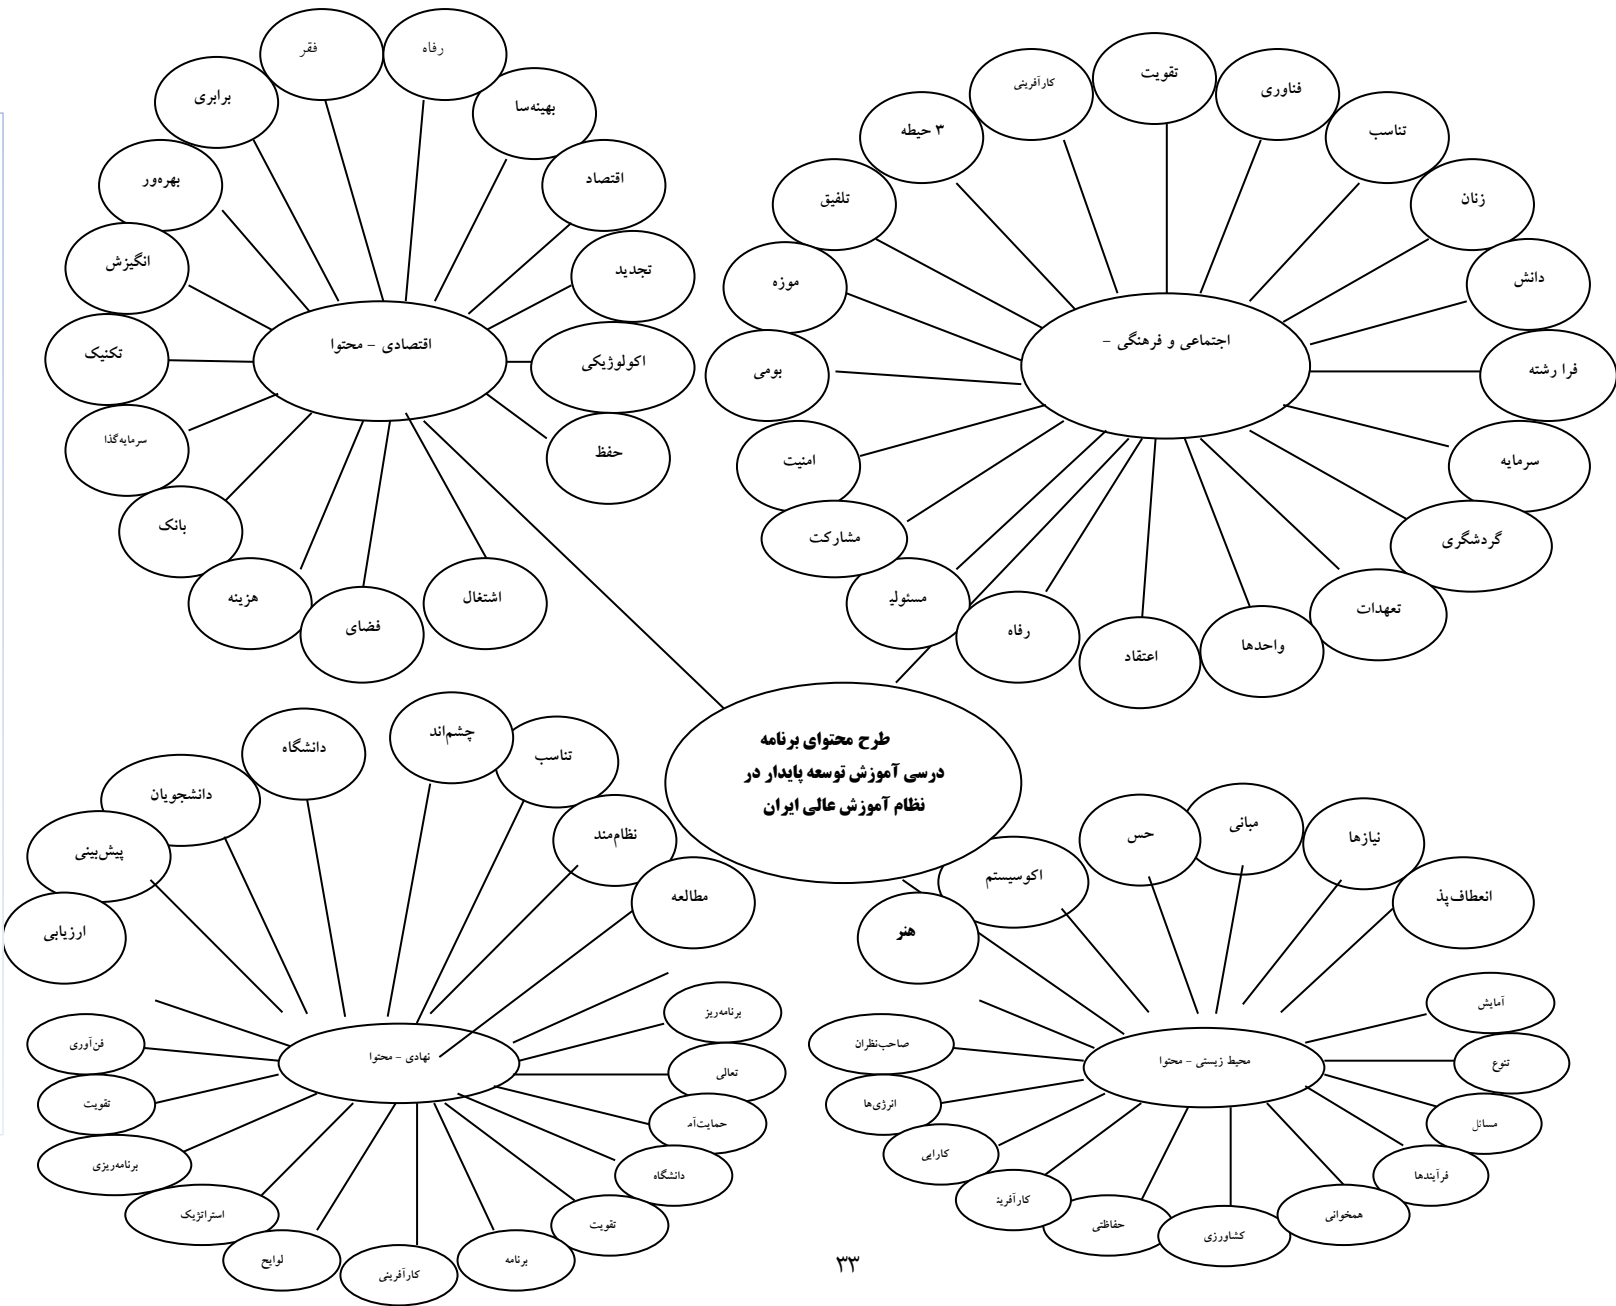 فقر
رفاه
برابری
بهینه‌سا
بهره‌ور
اقتصاد
انگیزش
تجدید
تکنیک
اقتصادی – محتوا
اکولوژیکی
سرمایه‌گذا
حفظ
بانک
هزینه
فضای
اشتغال
کارآفرینی
تقویت
فناوری
۳ حیطه
تناسب
تلفیق
زنان
موزه
دانش
اجتماعی و فرهنگی –
بومی
فرا رشته
امنیت
سرمایه
مشارکت
گردشگری
مسئولی
تعهدات
رفاه
اعتقاد
واحدها
طرح محتوای برنامه
درسی آموزش توسعه پایدار در
نظام آموزش عالی ایران
دانشگاه
چشم‌اند
تناسب
دانشجویان
نظام‌مند
پیش‌بینی
مطالعه
ارزیابی
برنامه‌ریز
فن‌آوری
نهادی – محتوا
تعالی
تقویت
حمایت‌آم
برنامه‌ریزی
دانشگاه
استراتژیک
تقویت
لوایح
کارآفرینی
برنامه
اکوسیستم
حس
مبانی
نیازها
انعطاف‌پذ
هنر
آمایش
صاحب‌نظران
محیط زیستی – محتوا
تنوع
انرژی‌ها
مسائل
کارایی
فرآیندها
کارآفرین
همخوانی
حفاظتی
کشاورزی
۳۳